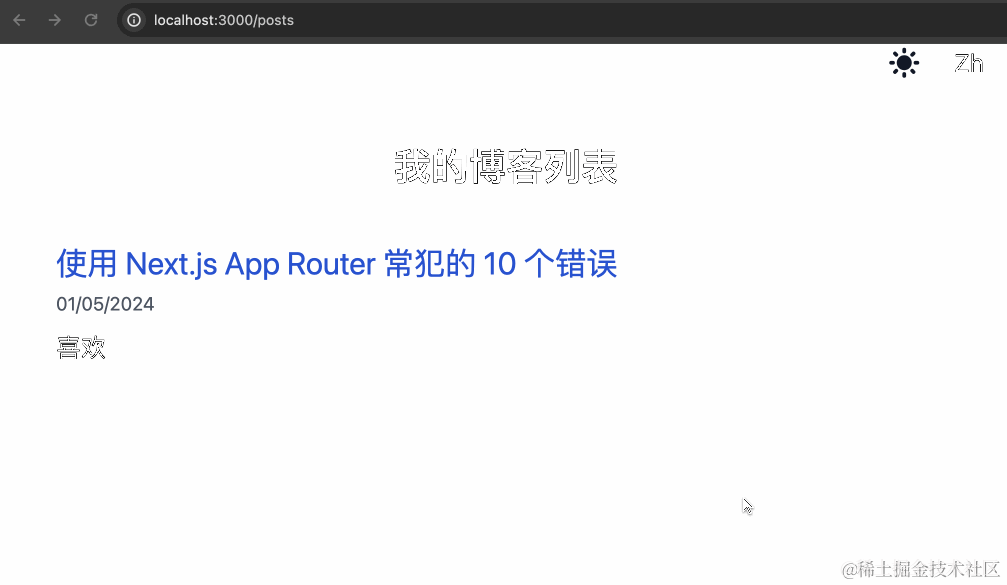 localhost:3000/posts
Zh
我的博客列表
使用 Next.js App Router 常犯的 10 个错误
01/05/2024
喜欢
@稀土掘金技术社区